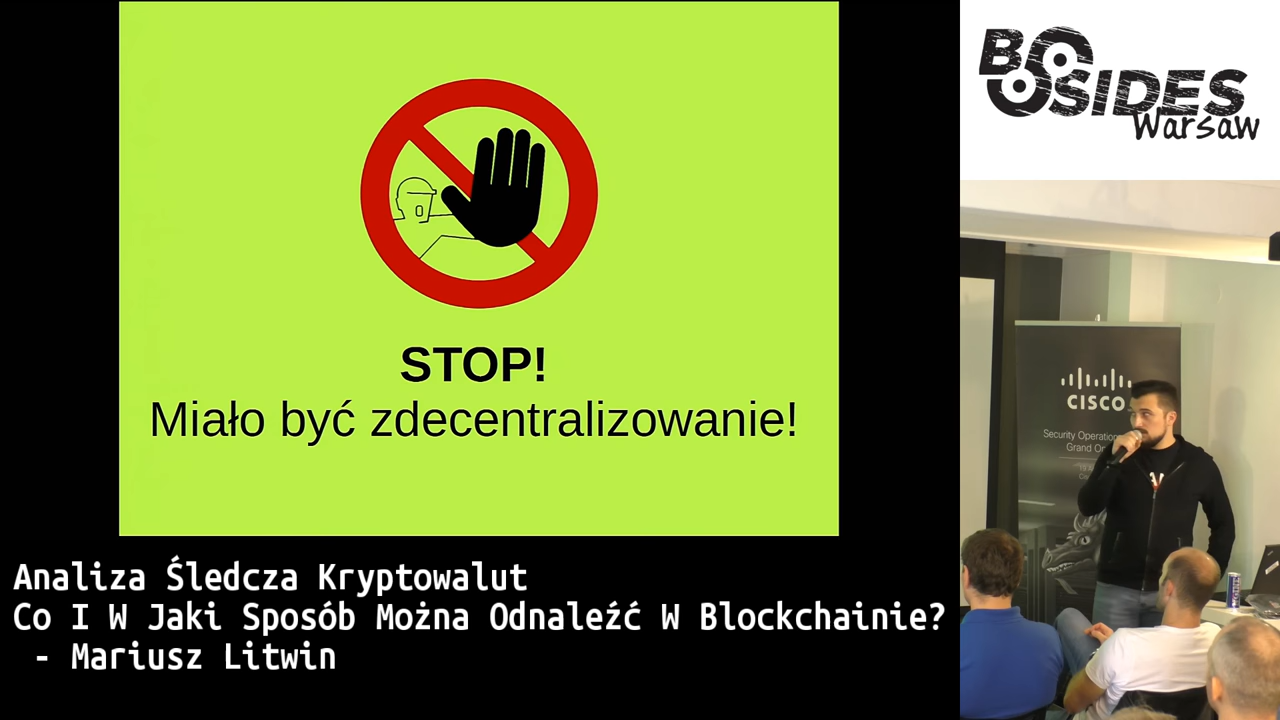 STOP!
Miało być zdecentralizowanie!
Analiza Śledcza Kryptowalut
Co I W Jaki Sposób Można Odnaleźć W Blockchainie?
- Mariusz Litwin
BSIDES
Warsaw
CISCO
Security Operation